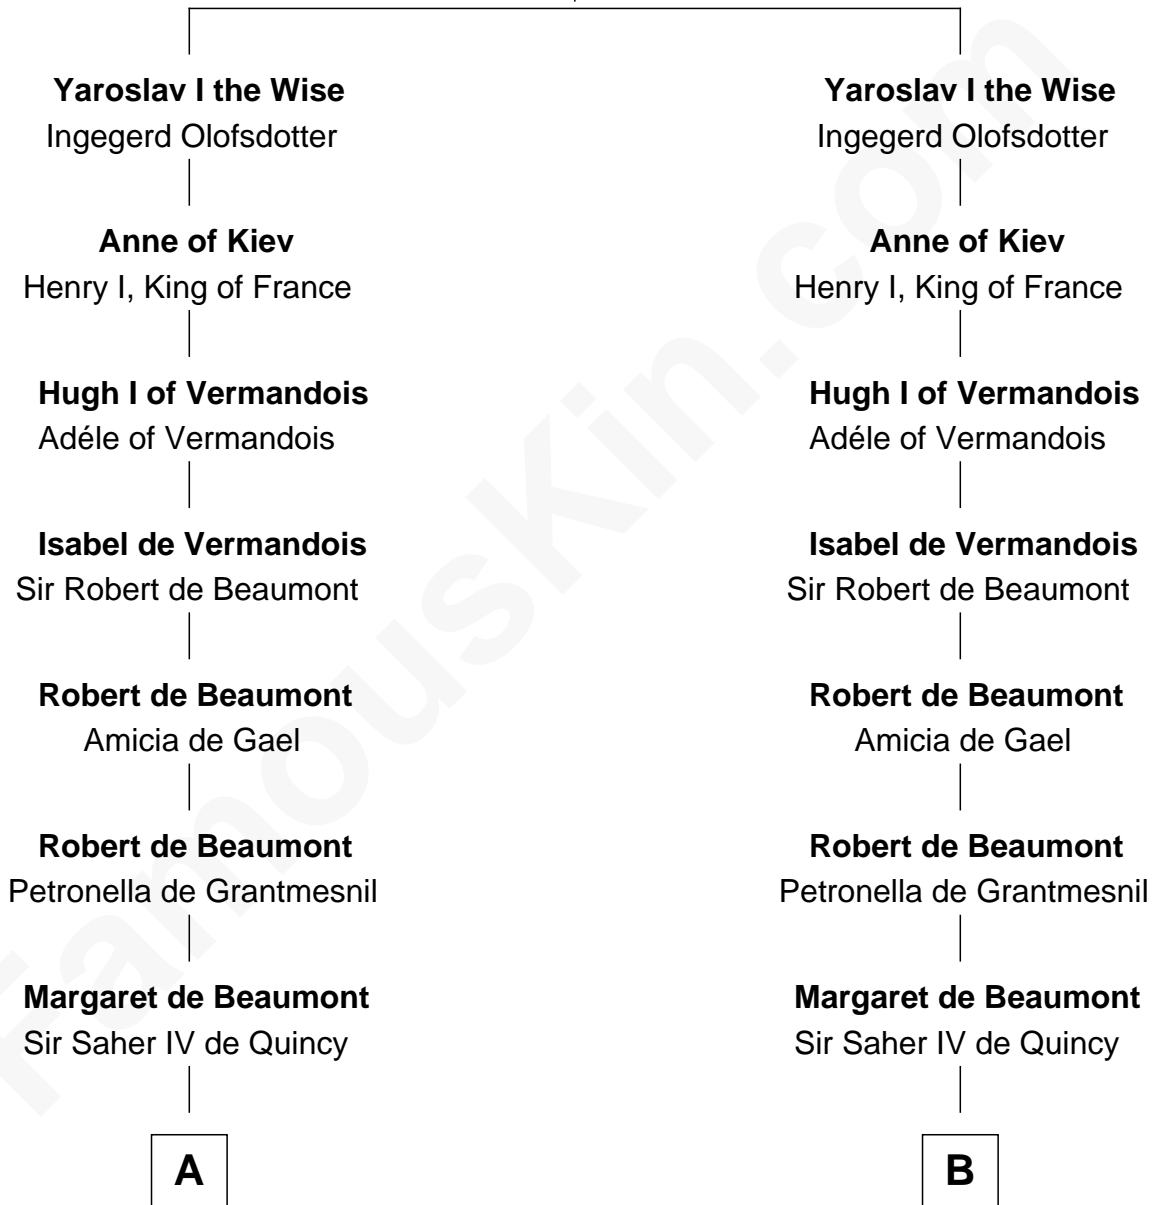 Yaroslav I the Wise
Ingegerd Olofsdotter
Anne of Kiev
Henry I, King of France
Hugh I of Vermandois
Adéle of Vermandois
Isabel de Vermandois
Sir Robert de Beaumont
Robert de Beaumont
Amicia de Gael
Robert de Beaumont
Petronella de Grantmesnil
Margaret de Beaumont
Sir Saher IV de Quincy
A
Yaroslav I the Wise
Ingegerd Olofsdotter
Anne of Kiev
Henry I, King of France
Hugh I of Vermandois
Adéle of Vermandois
Isabel de Vermandois
Sir Robert de Beaumont
Robert de Beaumont
Amicia de Gael
Robert de Beaumont
Petronella de Grantmesnil
Margaret de Beaumont
Sir Saher IV de Quincy
B
FamousKin.com